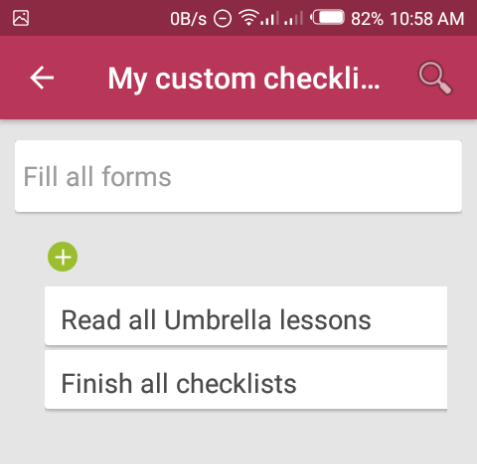 0B/s 82% 10:58 AM
My custom checkli...
Fill all forms
Read all Umbrella lessons
Finish all checklists